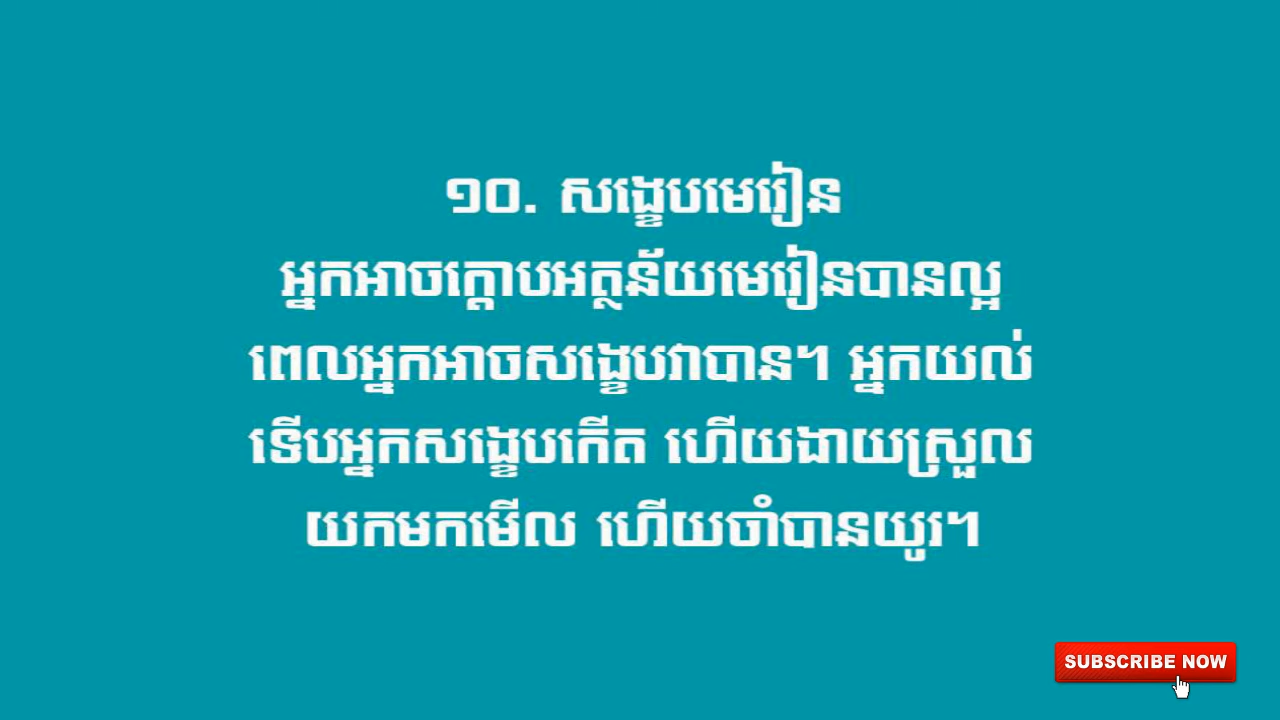 ១០. សង្ខេបមេរៀន
អ្នកអាចក្តោបអត្ថន័យមេរៀនបានល្អ
ពេលអ្នកអាចសង្ខេបវាបាន។ អ្នកយល់
ទើបអ្នកសង្ខេបកើត ហើយងាយស្រួល
យកមកមើល ហើយចាំបានយូរ។
SUBSCRIBE NOW